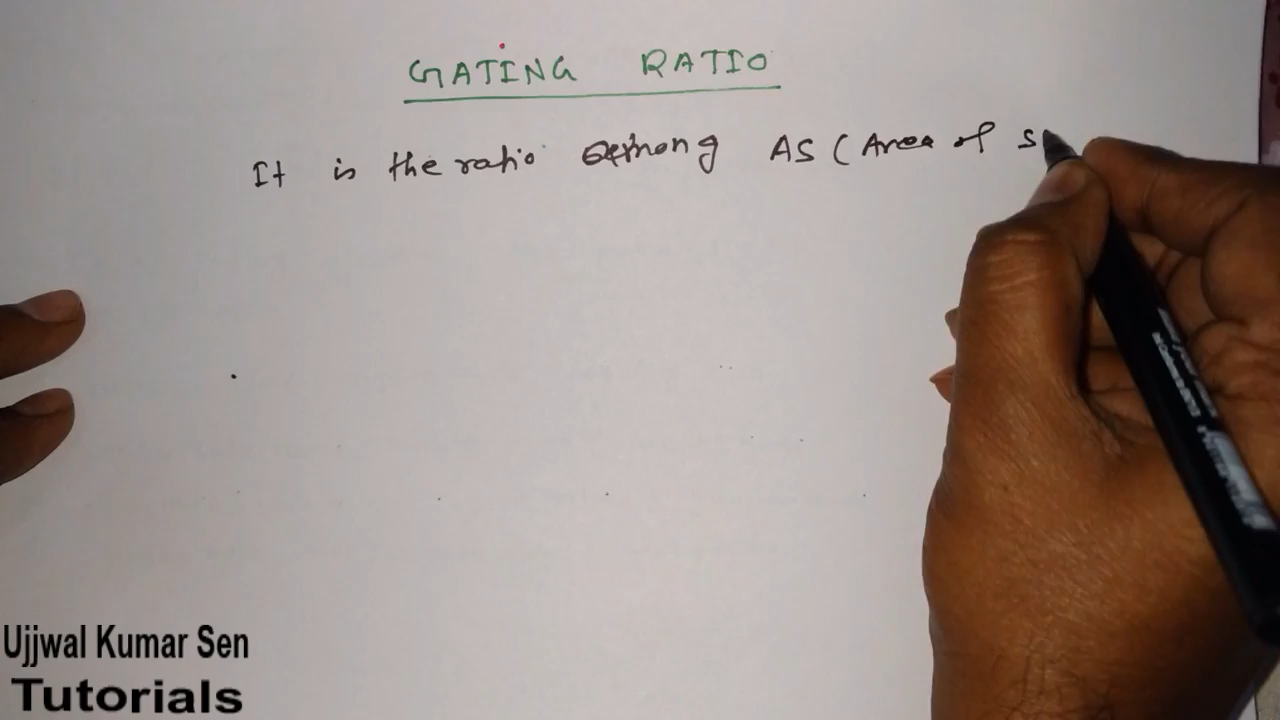 GATING RATIO
It is the ratio among AS (Area of S
Ujjwal Kumar Sen
Tutorials